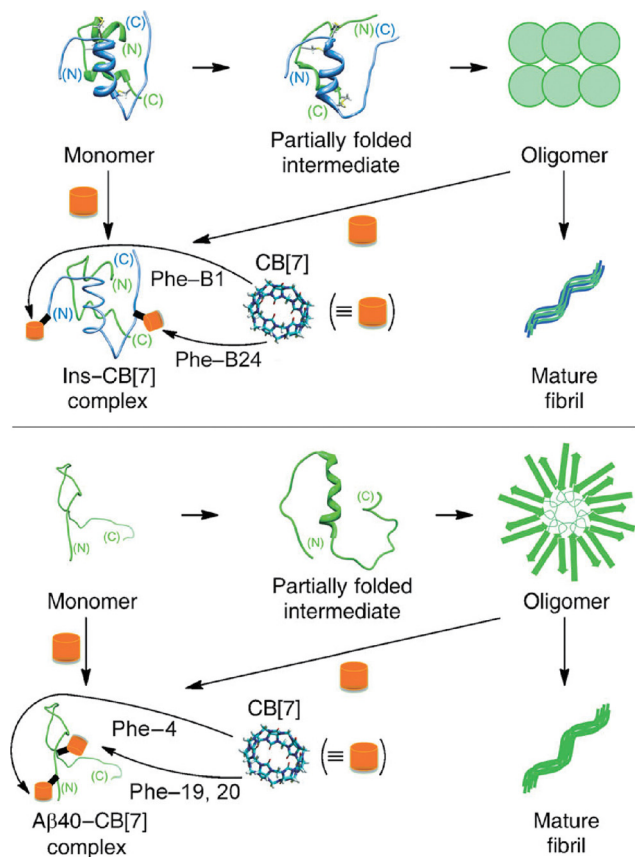 (C)
(N)
(N)
(C)
(N)(C)
(N)
(C)
Monomer
Partially folded
intermediate
Oligomer
(C)
Phe–B1
CB[7]
(N)
(N)
(≡ )
(C)
Phe–B24
Ins–CB[7]
complex
Mature
fibril
(N)
(C)
(C)
(N)
Monomer
Partially folded
intermediate
Oligomer
Phe–4
CB[7]
(C)
(≡ )
(N)
Phe–19, 20
Aβ40–CB[7]
complex
Mature
fibril